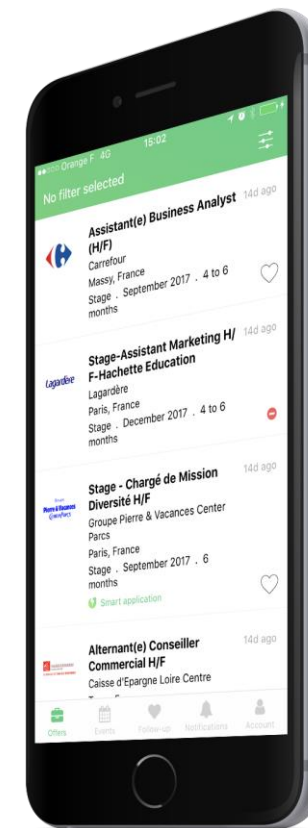 Orange F 4G 15:02
No filter selected
Assistant(e) Business Analyst 14d ago
(H/F)
Carrefour
Massy, France
Stage . September 2017 . 4 to 6
months
Lagardère
Stage-Assistant Marketing H/ 14d ago
F-Hachette Education
Lagardère
Paris, France
Stage . December 2017 . 4 to 6
months
Pierre & Vacances
Stage - Chargé de Mission 14d ago
Diversité H/F
Groupe Pierre & Vacances Center
Parcs
Paris, France
Stage . September 2017 . 6
months
Smart application
Alternant(e) Conseiller 14d ago
Commercial H/F
Caisse d'Epargne Loire Centre
Offers Events Follow-up Notifications Account